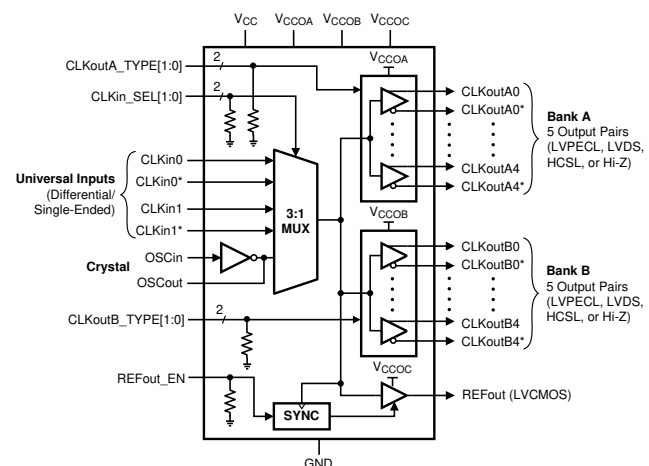 VCC VCCOA VCCOB VCCOC
CLKoutA_TYPE[1:0] 2
VCCOA
CLKin_SEL[1:0] 2
CLKoutA0
CLKoutA0*
CLKoutA4
CLKoutA4*
Bank A
5 Output Pairs
(LVPECL, LVDS,
HCSL, or Hi-Z)
Universal Inputs
(Differential/
Single-Ended)
CLKin0
CLKin0*
CLKin1
CLKin1*
3:1
MUX
Crystal
OSCin
OSCout
VCCOB
CLKoutB0
CLKoutB0*
CLKoutB4
CLKoutB4*
Bank B
5 Output Pairs
(LVPECL, LVDS,
HCSL, or Hi-Z)
CLKoutB_TYPE[1:0] 2
VCCOC
REFout_EN
SYNC
REFout (LVCMOS)
GND